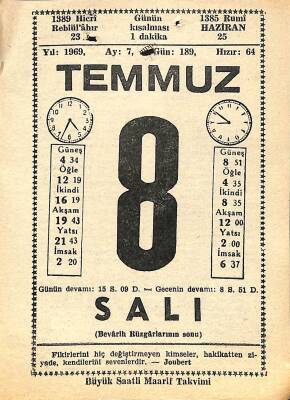 1389 Hicrî Günün 1385 Rumî
Rebiül'âhır kısalması HAZİRAN
23 1 dakika 25
Yıl: 1969, Ay: 7, Gün: 189, Hızır: 64
TEMMUZ
8
Güneş
4 34
Öğle
12 19
İkindi
16 19
Akşam
19 43
Yatsı
21 43
İmsak
2 20
Güneş
8 51
Öğle
4 35
İkindi
8 35
Akşam
12 00
Yatsı
2 00
İmsak
6 37
Günün devamı: 15 S. 09 D. — Gecenin devamı: 8 S. 51 D.
SALI
(Bevârih Rüzgârlarının sonu)
Fikirlerini hiç değiştirmeyen kimseler, hakikatten zi-
yade, kendilerini sevenlerdir. — Joubert
Büyük Saatli Maarif Takvimi